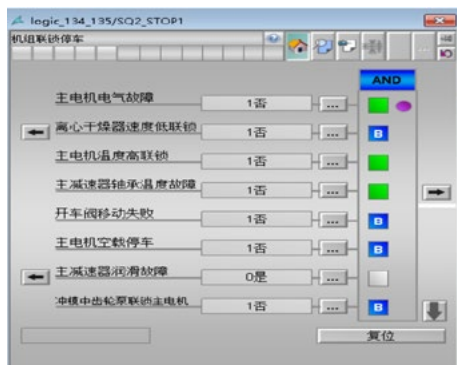 logic_134_135/SQ2_STOP1
机组联锁停车
AND
主电机电气故障 1否 ...
离心干燥器速度低联锁 1否 ... B
主电机温度高联锁 1否 ...
主减速器轴承温度故障 1否 ...
开车阀移动失败 1否 ... B
主电机空载停车 1否 ... B
主减速器润滑故障 0是 ...
冲模中齿轮泵联锁主电机 1否 ... B
复位